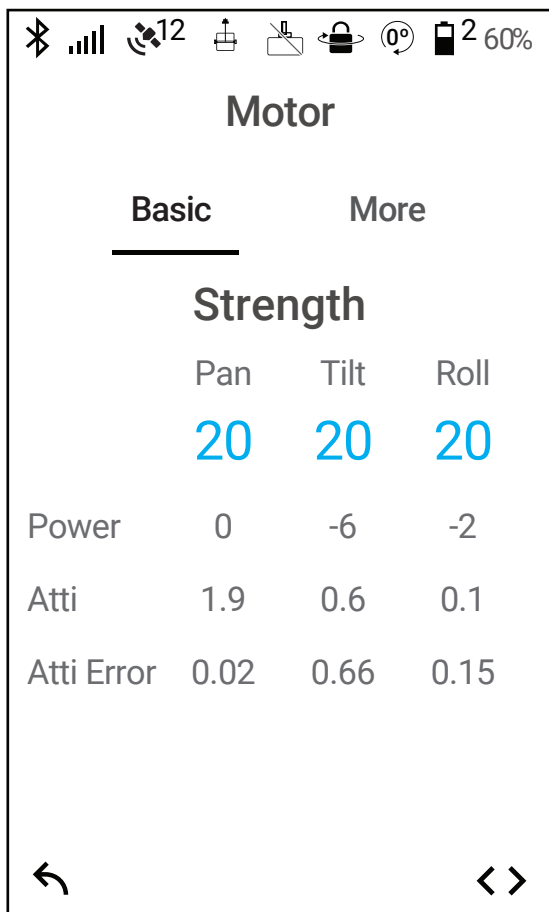 12 0° 2 60%
Motor
Basic More
Strength
Pan Tilt Roll
20 20 20
Power 0 -6 -2
Atti 1.9 0.6 0.1
Atti Error 0.02 0.66 0.15